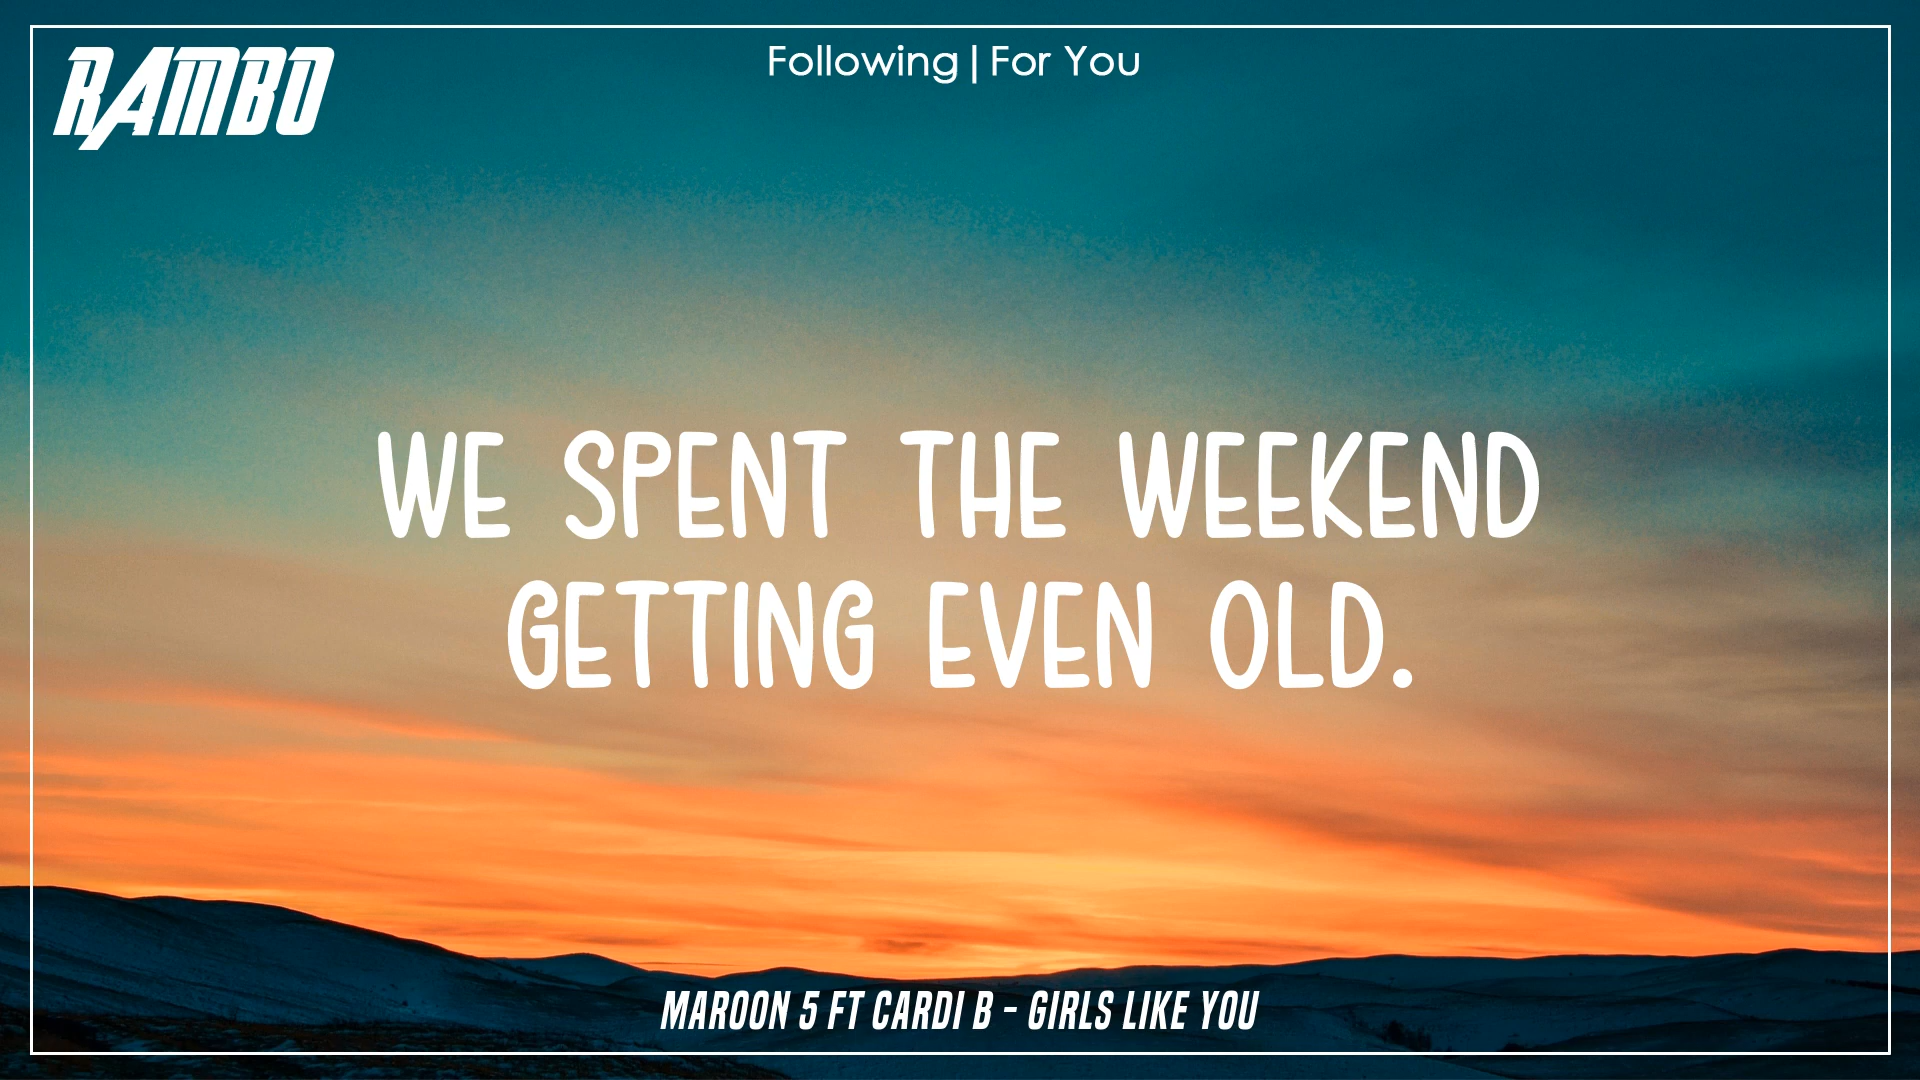 RAMBO
Following | For You
WE SPENT THE WEEKEND
GETTING EVEN OLD.
MAROON 5 FT CARDI B - GIRLS LIKE YOU